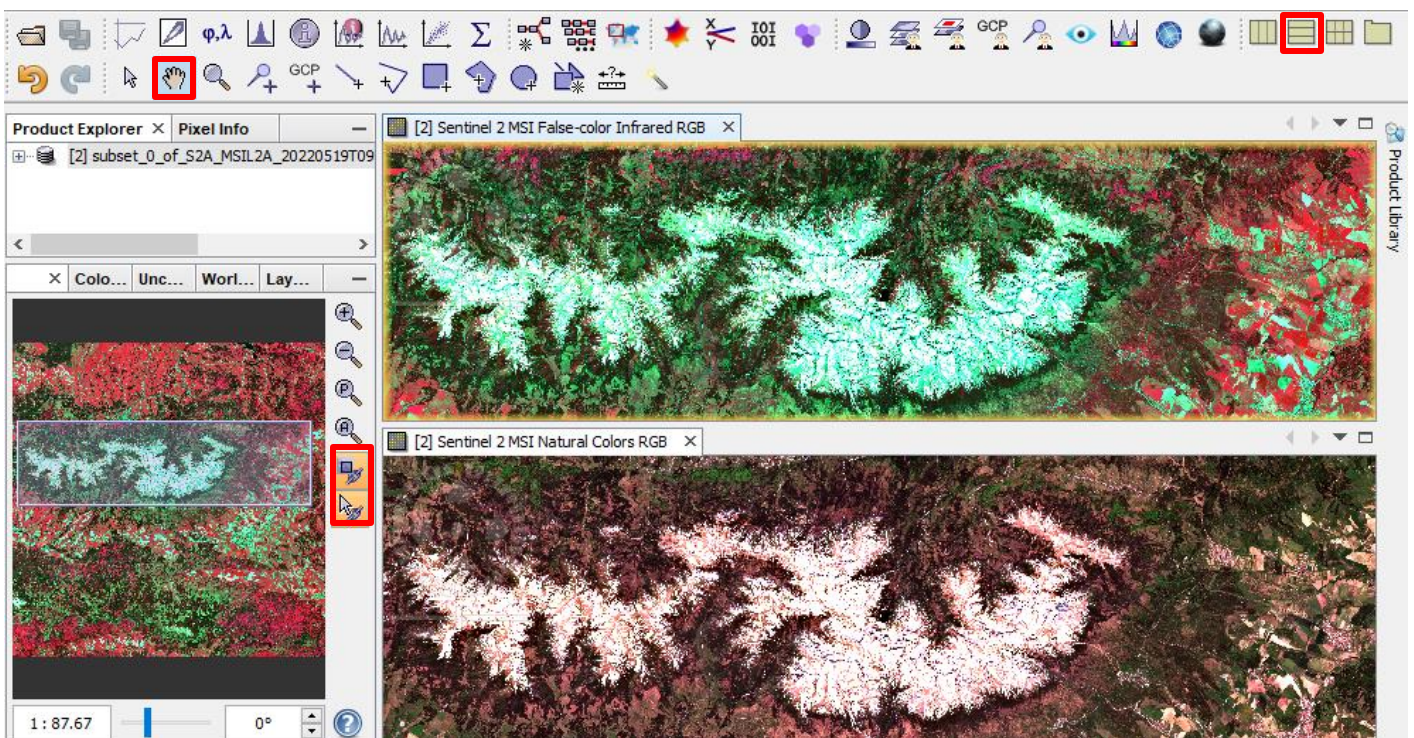 φ,λ Σ X Y IOI OOI GCP
GCP +?+
Product Explorer × Pixel Info
[2] subset_0_of_S2A_MSIL2A_20220519T09
[2] Sentinel 2 MSI False-color Infrared RGB ×
Product Library
× Colo... Unc... Worl... Lay...
[2] Sentinel 2 MSI Natural Colors RGB ×
1 : 87.67 0°